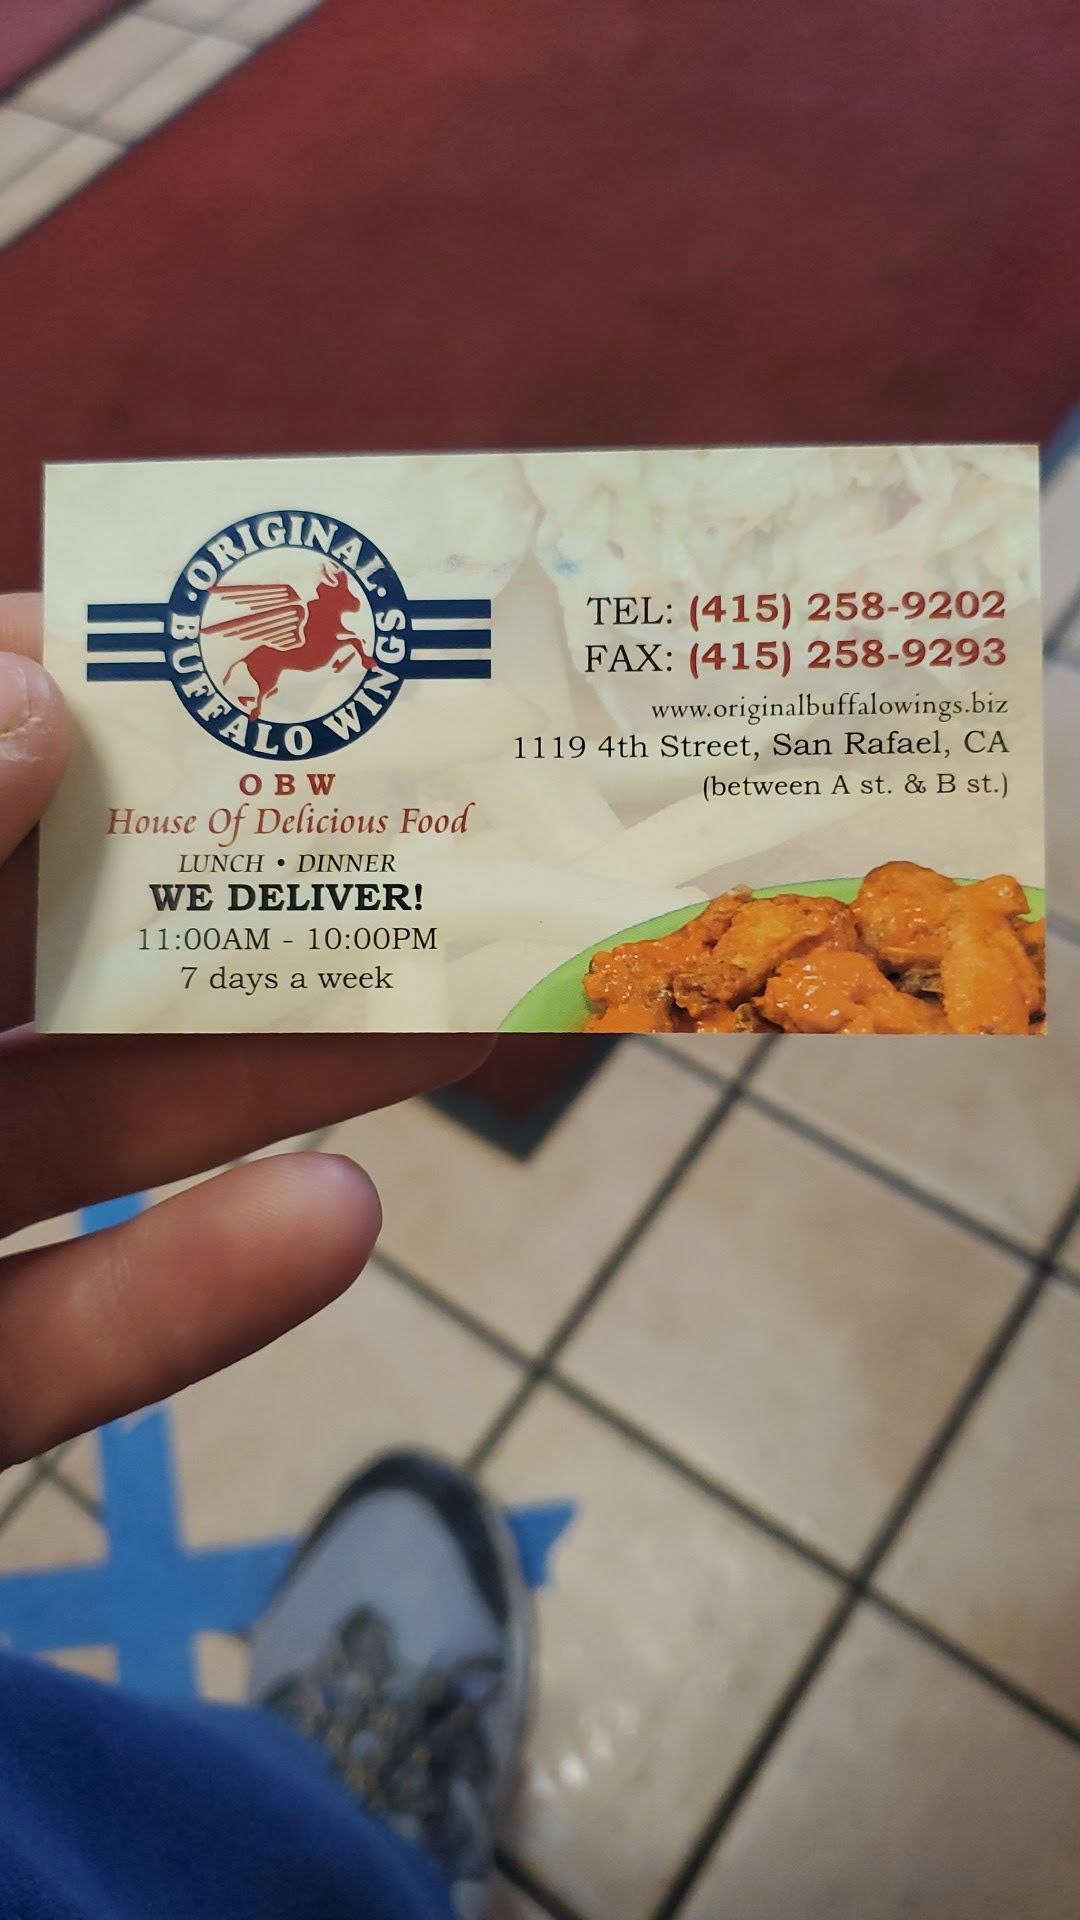 ·ORIGINAL·
BUFFALO WINGS
O B W
House Of Delicious Food
LUNCH • DINNER
WE DELIVER!
11:00AM - 10:00PM
7 days a week
TEL: (415) 258-9202
FAX: (415) 258-9293
www.originalbuffalowings.biz
1119 4th Street, San Rafael, CA
(between A st. & B st.)